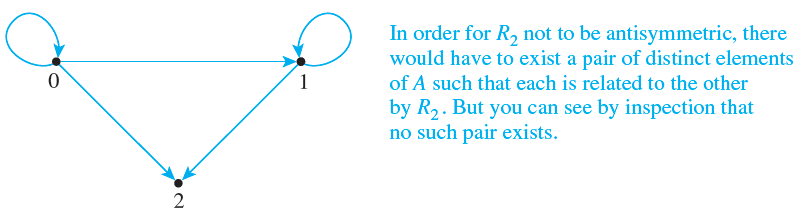 0
1
2
In order for R₂ not to be antisymmetric, there
would have to exist a pair of distinct elements
of A such that each is related to the other
by R₂. But you can see by inspection that
no such pair exists.